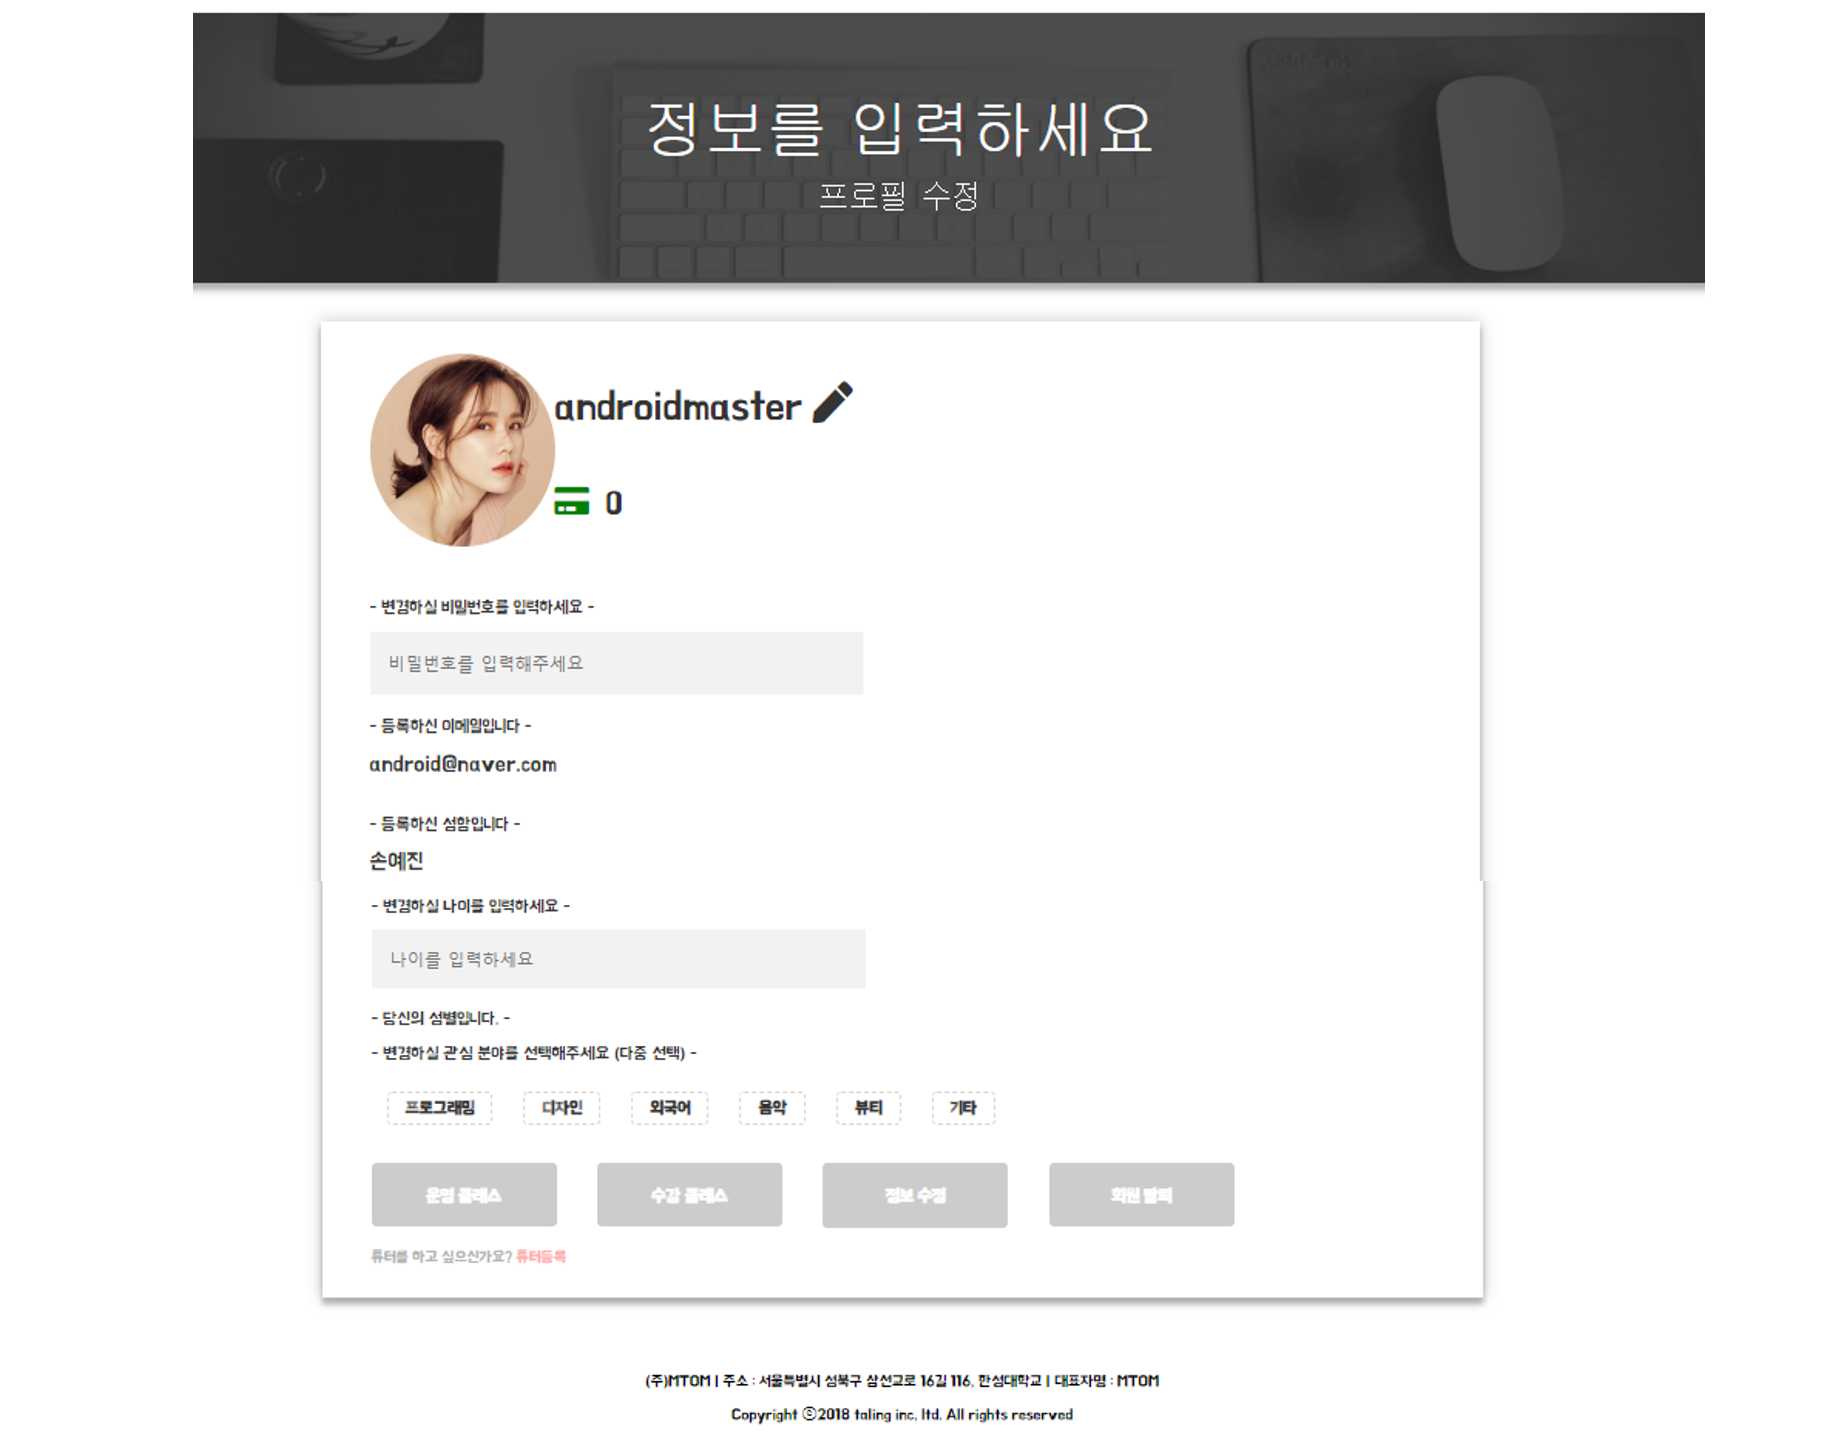 정보를 입력하세요
프로필 수정
androidmaster
0
- 변경하실 비밀번호를 입력하세요 -
비밀번호를 입력해주세요
- 등록하신 이메일입니다 -
android@naver.com
- 등록하신 성함입니다 -
손예진
- 변경하실 나이를 입력하세요 -
나이를 입력하세요
- 당신의 성별입니다. -
- 변경하실 관심 분야를 선택해주세요 (다중 선택) -
프로그래밍 디자인 외국어 음악 뷰티 기타
운영 클래스 수강 클래스 정보 수정 회원 탈퇴
튜터를 하고 싶으신가요? 튜터등록
(주)MTOM | 주소 : 서울특별시 성북구 삼선교로 16길 116, 한성대학교 | 대표자명 : MTOM
Copyright ⓒ2018 taling inc, ltd. All rights reserved